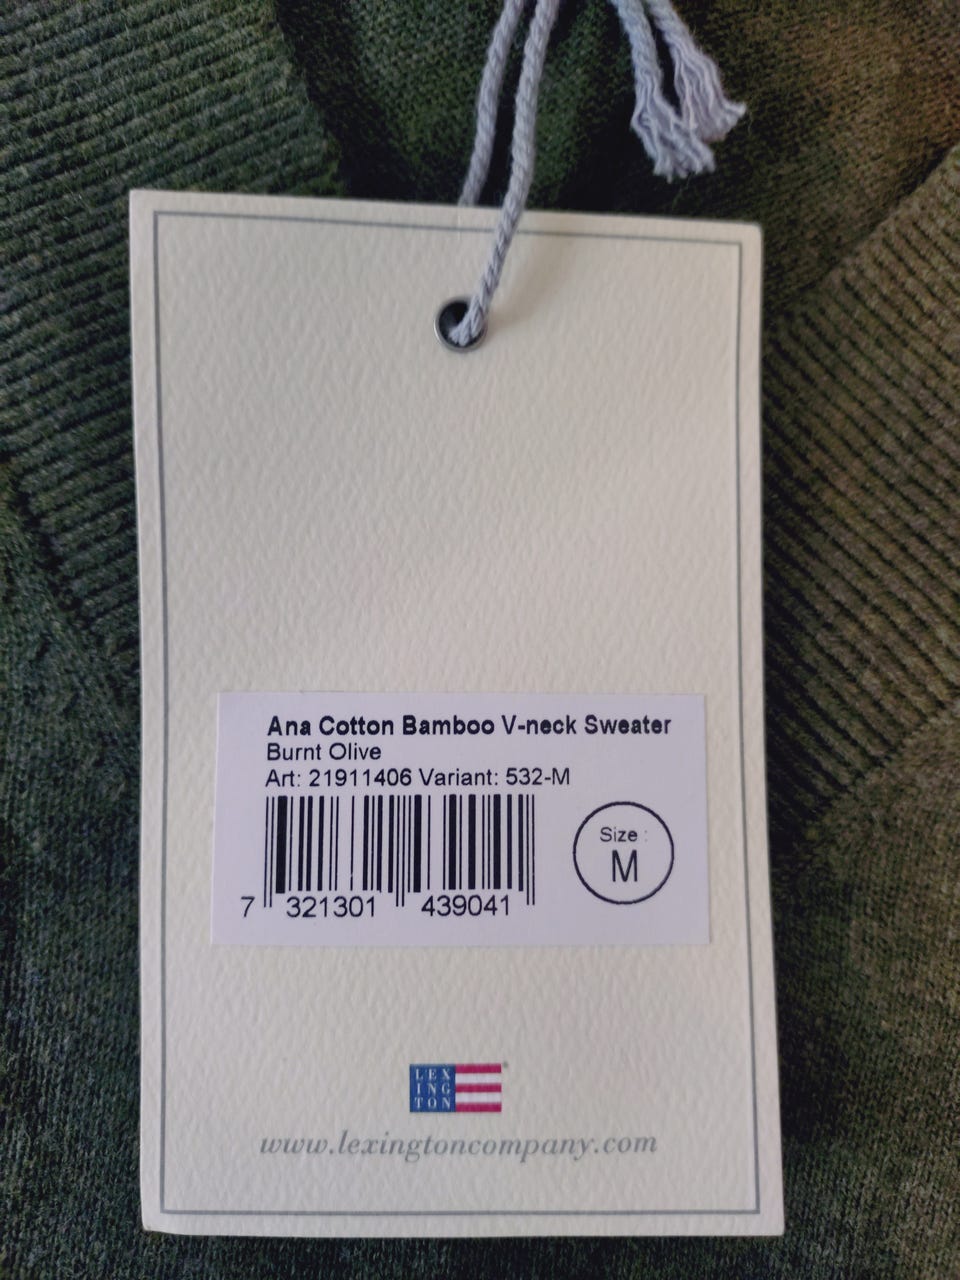 Ana Cotton Bamboo V-neck Sweater
Burnt Olive
Art: 21911406 Variant: 532-M
Size :
M
7 321301 439041
LEX
ING
TON
www.lexingtoncompany.com